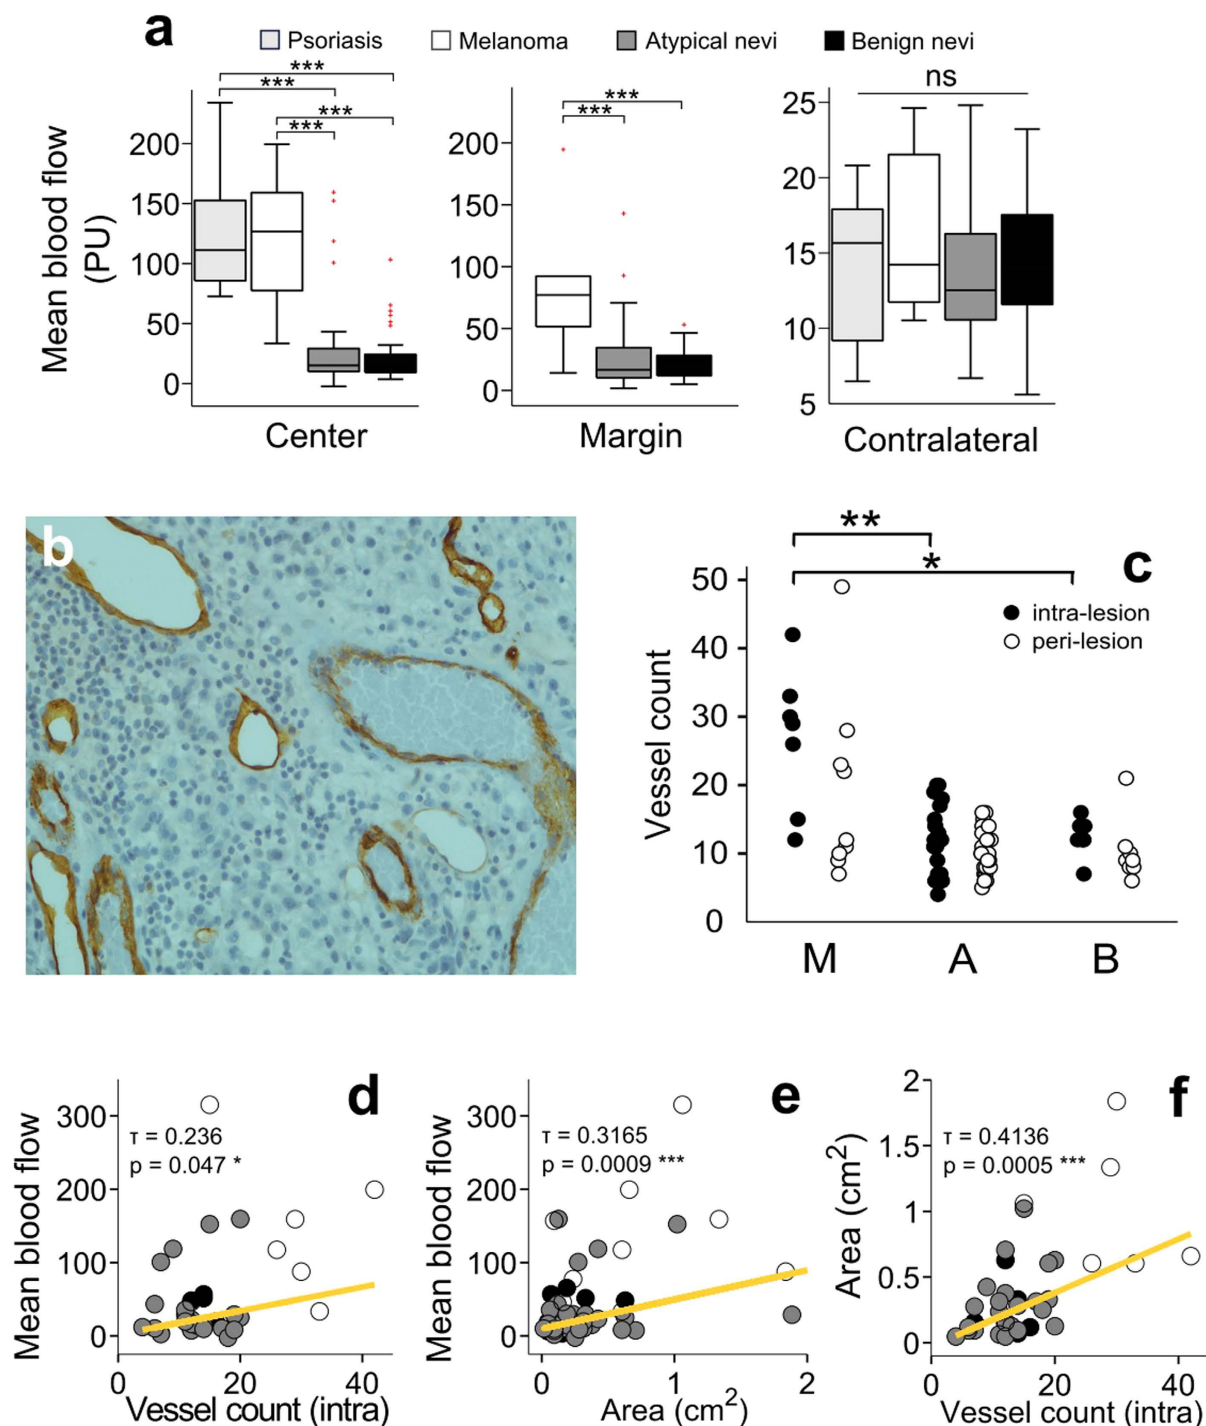 a
Psoriasis Melanoma Atypical nevi Benign nevi
Mean blood flow
(PU)
***
***
***
***
200
150
100
50
0
Center
***
***
200
150
100
50
0
Margin
ns
25
20
15
10
5
Contralateral
b
c
**
*
intra-lesion
peri-lesion
Vessel count
50
40
30
20
10
0
M A B
d
Mean blood flow
τ = 0.236
p = 0.047 *
300
200
100
0
0 20 40
Vessel count (intra)
e
Mean blood flow
τ = 0.3165
p = 0.0009 ***
300
200
100
0
0 1 2
Area (cm²)
f
Area (cm²)
τ = 0.4136
p = 0.0005 ***
2
1.5
1
0.5
0
0 20 40
Vessel count (intra)